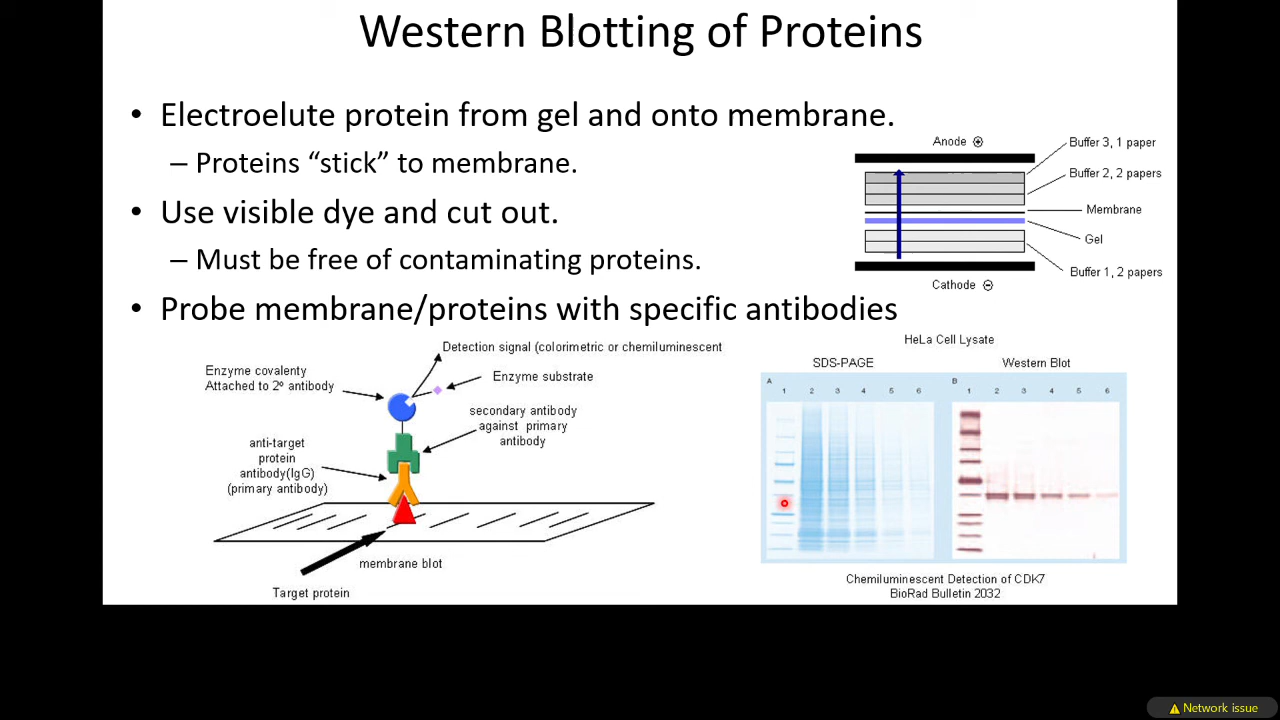 Western Blotting of Proteins
• Electroelute protein from gel and onto membrane.
– Proteins “stick” to membrane.
• Use visible dye and cut out.
– Must be free of contaminating proteins.
• Probe membrane/proteins with specific antibodies
Anode +
Buffer 3, 1 paper
Buffer 2, 2 papers
Membrane
Gel
Buffer 1, 2 papers
Cathode −
Detection signal (colorimetric or chemiluminescent
Enzyme covalenty
Attached to 2º antibody
Enzyme substrate
secondary antibody
against primary
antibody
anti-target
protein
antibody(IgG)
(primary antibody)
membrane blot
Target protein
HeLa Cell Lysate
SDS-PAGE
Western Blot
A
1 2 3 4 5 6
B
1 2 3 4 5 6
Chemiluminescent Detection of CDK7
BioRad Bulletin 2032
Network issue